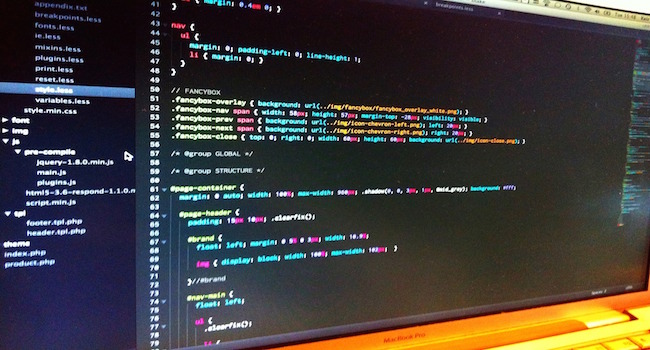 appendix.txt
breakpoints.less
fonts.less
ie.less
mixins.less
plugins.less
print.less
reset.less
style.less
variables.less
style.min.css
font
img
js
pre-compile
jquery-1.8.0.min.js
main.js
plugins.js
html5-3.6-respond-1.1.0.m
script.min.js
tpl
footer.tpl.php
header.tpl.php
theme
index.php
product.php
breakpoints.less
41 { margin: 0.4em 0; }
42 }
43
44 nav {
45 ul {
46 margin: 0; padding-left: 0; line-height: 1;
47 li { margin: 0; }
48 }
49 }
50
51 // FANCYBOX
52 .fancybox-overlay { background: url(../img/fancybox/fancybox_overlay_white.png); }
53 .fancybox-nav span { width: 58px; height: 57px; margin-top: -28px; visibility: visible; }
54 .fancybox-prev span { background: url(../img/icon-chevron-left.png); left: 20px; }
55 .fancybox-next span { background: url(../img/icon-chevron-right.png); right: 20px; }
56 .fancybox-close { top: 0; right: 0; width: 60px; height: 60px; background: url(../img/icon-close.png); }
57 /* @group GLOBAL */
58
59 /* @group STRUCTURE */
60
61 #page-container {
62 margin: 0 auto; width: 100%; max-width: 960px; .shadow(0, 0, 3px, 1px, @mid_grey); background: #fff;
63
64 #page-header {
65 padding: 10px; .clearfix();
66
67 #brand {
68 float: left; margin: 0 5% 0 3px; width: 10.9%;
69
70 img { display: block; width: 100%; max-width: 102px; }
71
72
73 }//#brand
74 #nav-main {
75 float: left;
76 ul {
77 .clearfix();
78
79 li {
MacBook Pro